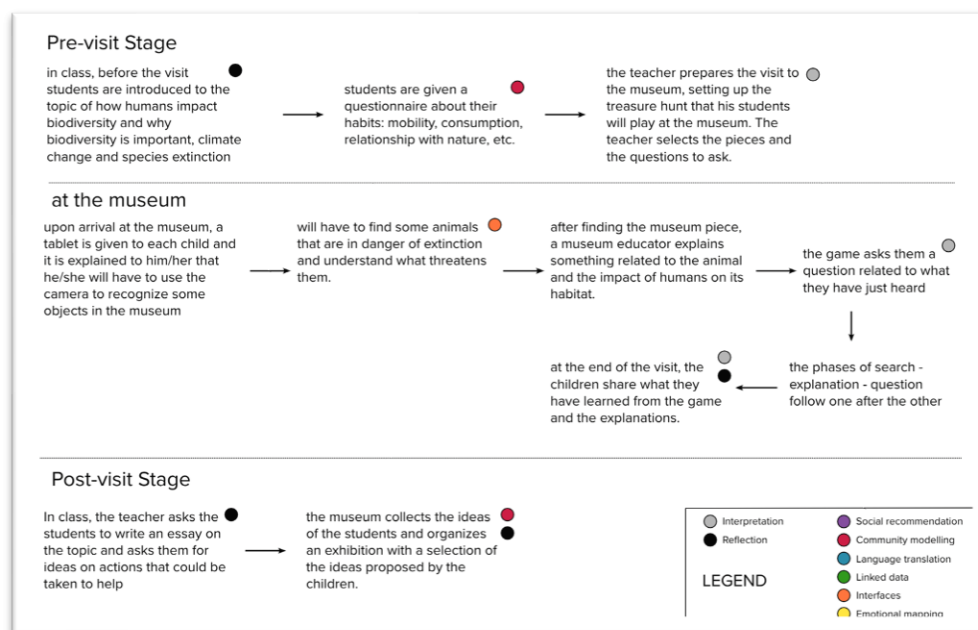 Pre-visit Stage
in class, before the visit
students are introduced to the
topic of how humans impact
biodiversity and why
biodiversity is important, climate
change and species extinction
students are given a
questionnaire about their
habits: mobility, consumption,
relationship with nature, etc.
the teacher prepares the visit to
the museum, setting up the
treasure hunt that his students
will play at the museum. The
teacher selects the pieces and
the questions to ask.
at the museum
upon arrival at the museum, a
tablet is given to each child and
it is explained to him/her that
he/she will have to use the
camera to recognize some
objects in the museum
will have to find some animals
that are in danger of extinction
and understand what threatens
them.
after finding the museum piece,
a museum educator explains
something related to the animal
and the impact of humans on its
habitat.
the game asks them a
question related to what
they have just heard
the phases of search -
explanation - question
follow one after the other
at the end of the visit, the
children share what they
have learned from the game
and the explanations.
Post-visit Stage
In class, the teacher asks the
students to write an essay on
the topic and asks them for
ideas on actions that could be
taken to help
the museum collects the ideas
of the students and organizes
an exhibition with a selection of
the ideas proposed by the
children.
Interpretation
Reflection
LEGEND
Social recommendation
Community modelling
Language translation
Linked data
Interfaces
Emotional mapping